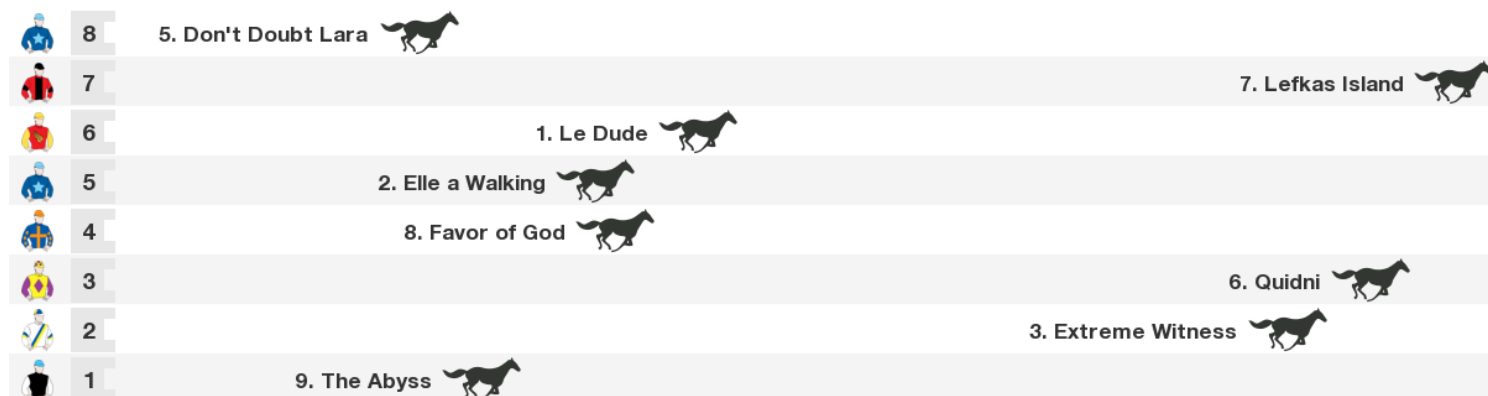 8 5. Don't Doubt Lara
7 7. Lefkas Island
6 1. Le Dude
5 2. Elle a Walking
4 8. Favor of God
3 6. Quidni
2 3. Extreme Witness
1 9. The Abyss